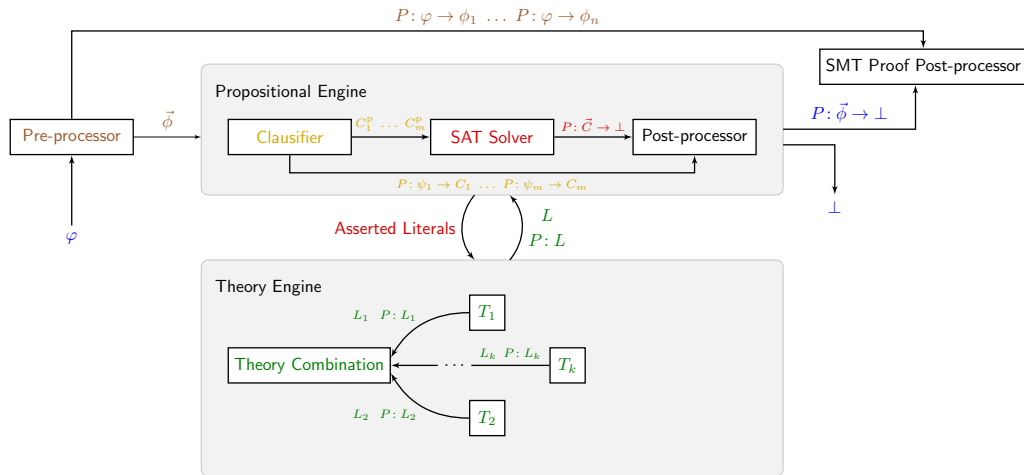 P : φ → ϕ₁ … P : φ → ϕₙ
SMT Proof Post-processor
Propositional Engine
P : ϕ⃗ → ⊥
Pre-processor
ϕ⃗
Clausifier
C₁ᵖ … Cₘᵖ
SAT Solver
P : C⃗ → ⊥
Post-processor
P : ψ₁ → C₁ … P : ψₘ → Cₘ
φ
⊥
Asserted Literals
L
P : L
Theory Engine
L₁ P : L₁
T₁
Theory Combination
⋯
Lₖ P : Lₖ
Tₖ
L₂ P : L₂
T₂